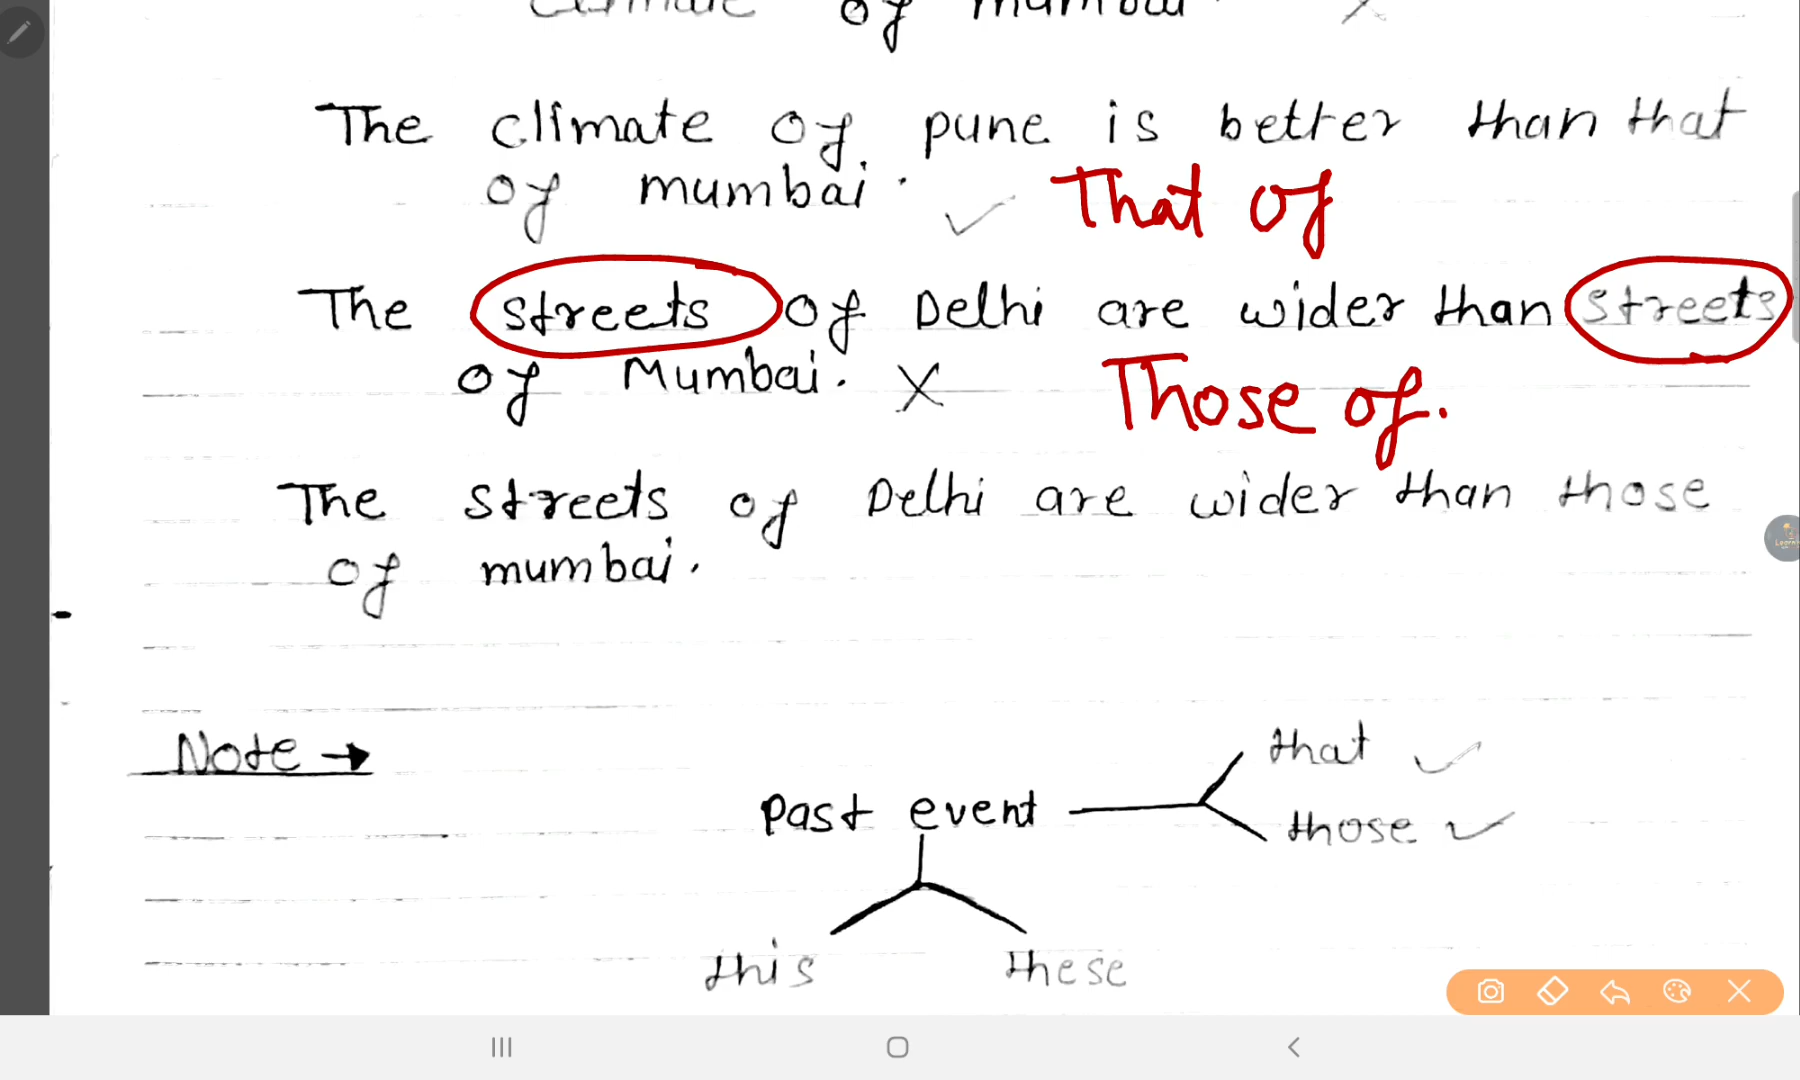 of mumbai
The climate of pune is better than that
of mumbai. That of
The streets of Delhi are wider than streets
of Mumbai. X Those of.
The streets of Delhi are wider than those
of mumbai.
Note →
that ✓
Past event
those ✓
this these